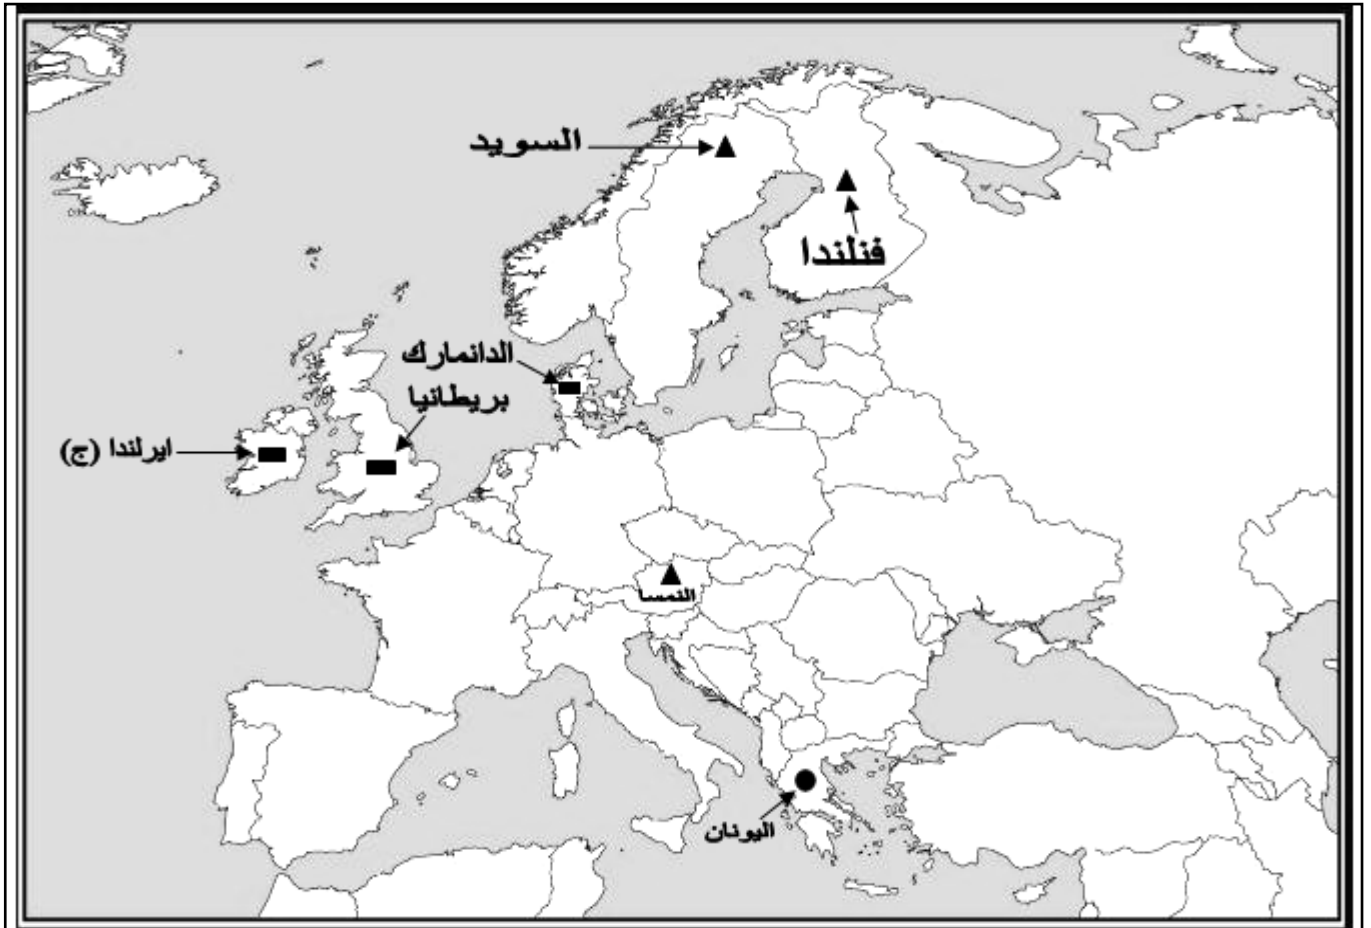 السويد
فنلندا
الدانمارك
بريطانيا
ايرلندا (ج)
النمسا
اليونان